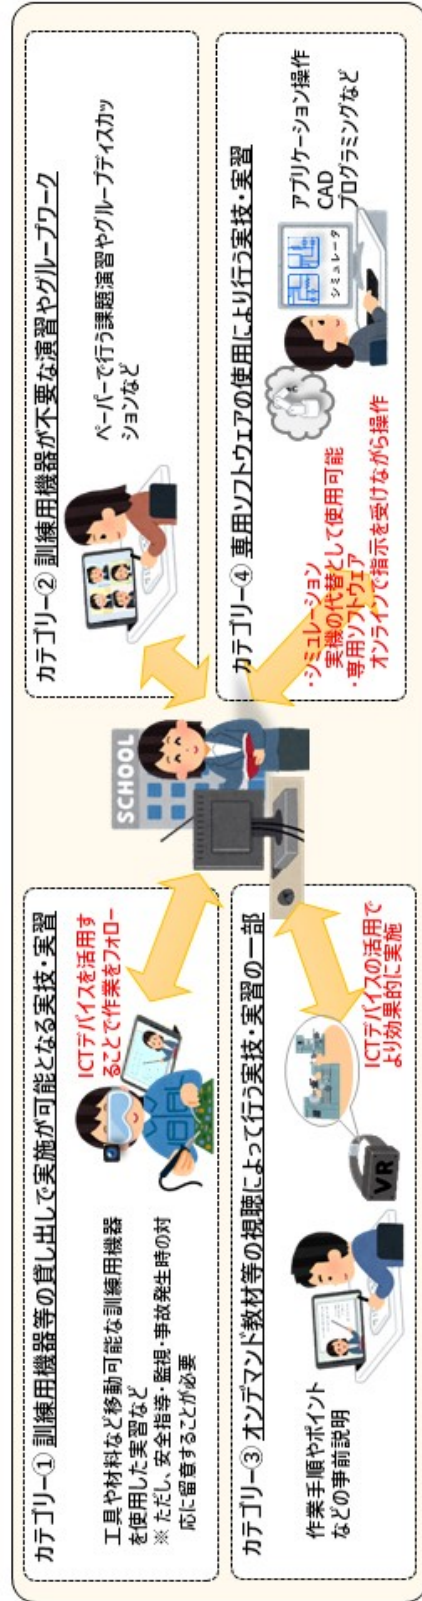 カテゴリー① 訓練用機器等の貸し出しで実施が可能となる実技・実習
工具や材料など移動可能な訓練用機器
を使用した実習など
※ ただし、安全指導・監視・事故発生時の対
応に留意することが必要
ICTデバイスを活用す
ることで作業をフォロー
カテゴリー② 訓練用機器が不要な演習やグループワーク
ペーパーで行う課題演習やグループディスカッ
ションなど
SCHOOL
カテゴリー③ オンデマンド教材等の視聴によって行う実技・実習の一部
作業手順やポイント
などの事前説明
VR
ICTデバイスの活用で
より効果的に実施
カテゴリー④ 専用ソフトウェアの使用により行う実技・実習
・シミュレーション
実機の代替として使用可能
・専用ソフトウェア
オンラインで指示を受けながら操作
シミュレータ
アプリケーション操作
CAD
プログラミングなど